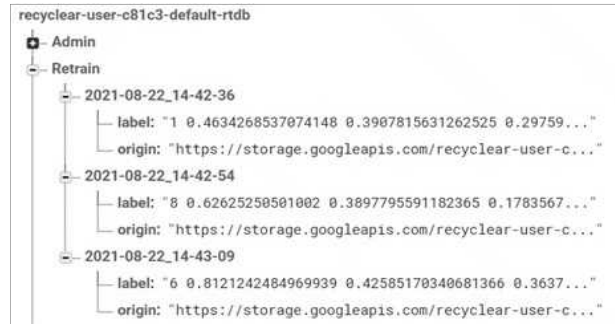 recyclear-user-c81c3-default-rtdb
Admin
Retrain
2021-08-22_14-42-36
label: "1 0.4634268537074148 0.3907815631262525 0.29759..."
origin: "https://storage.googleapis.com/recyclear-user-c..."
2021-08-22_14-42-54
label: "8 0.62625250501002 0.3897795591182365 0.1783567..."
origin: "https://storage.googleapis.com/recyclear-user-c..."
2021-08-22_14-43-09
label: "6 0.8121242484969939 0.42585170340681366 0.3637..."
origin: "https://storage.googleapis.com/recyclear-user-c..."